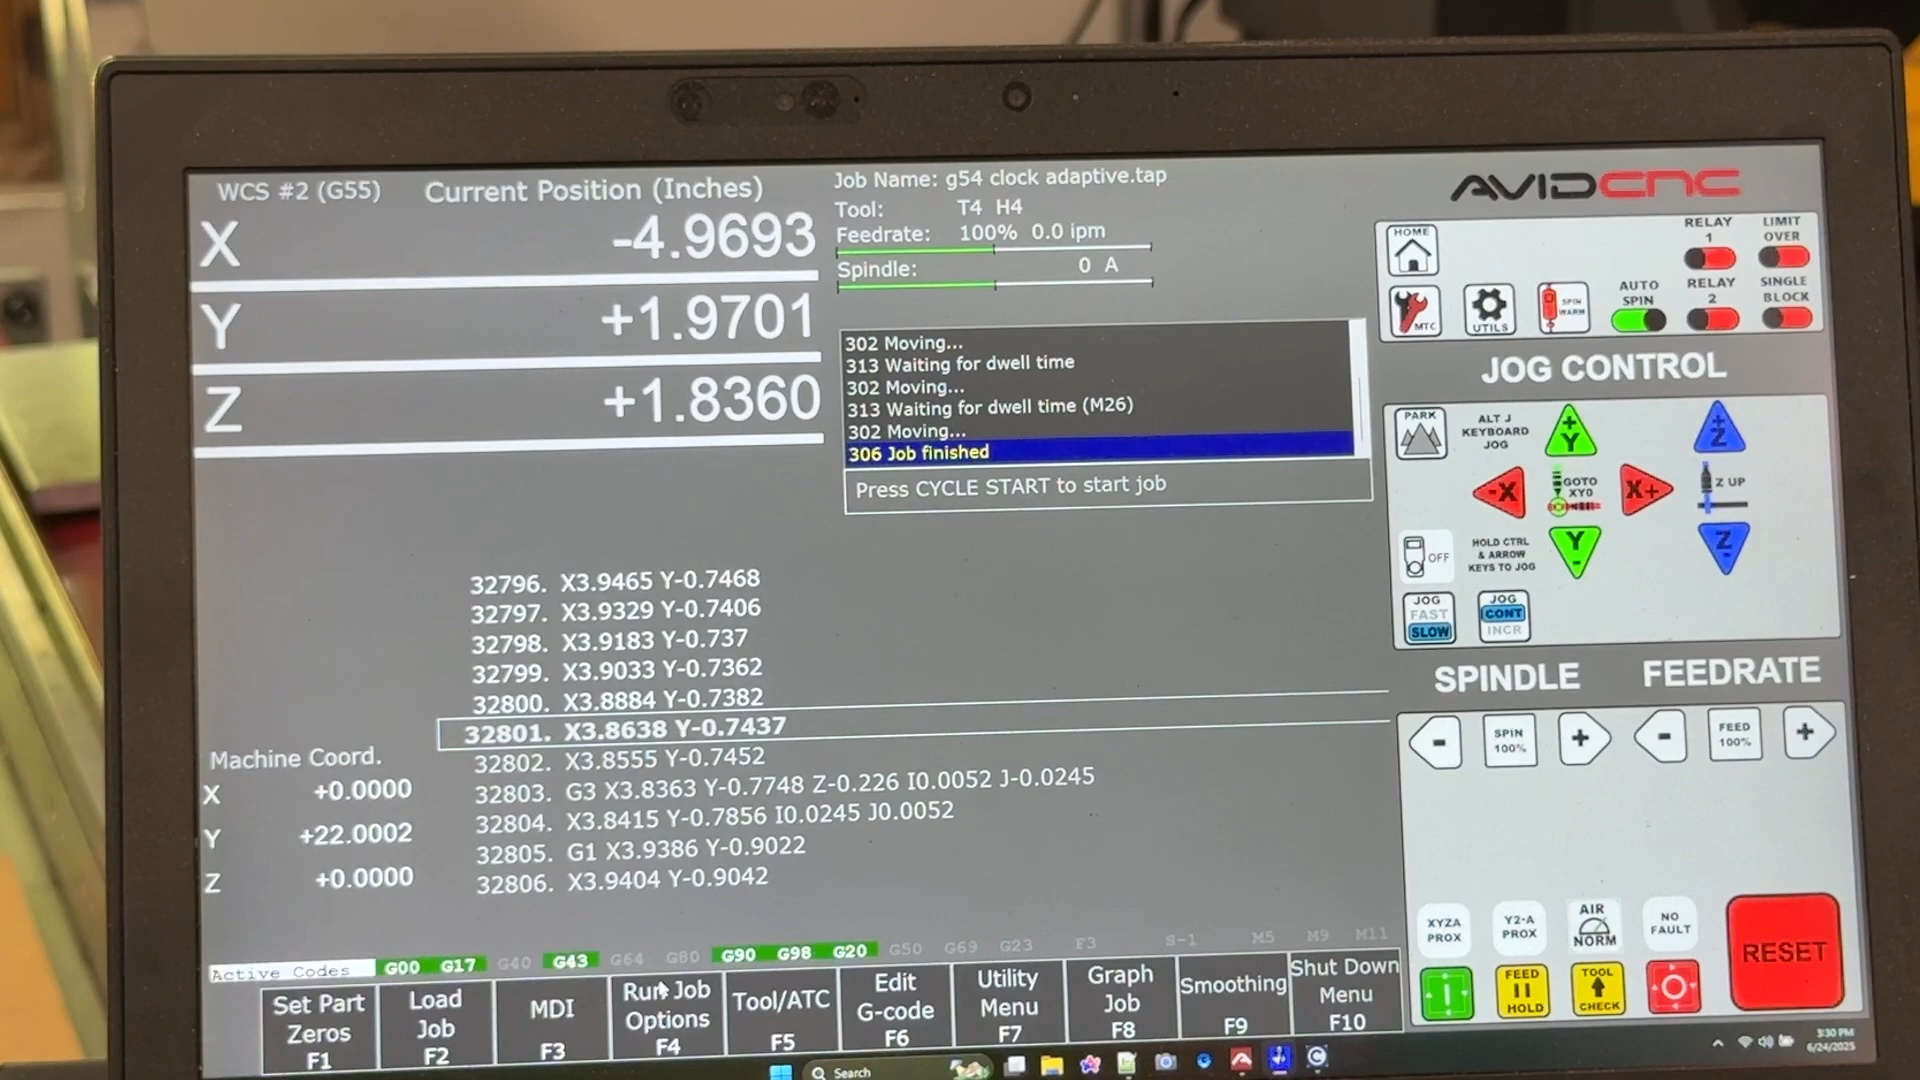 WCS #2 (G55)
Current Position (Inches)
X -4.9693
Y +1.9701
Z +1.8360
Job Name: g54 clock adaptive.tap
Tool: T4 H4
Feedrate: 100% 0.0 ipm
Spindle: 0 A
302 Moving...
313 Waiting for dwell time
302 Moving...
313 Waiting for dwell time (M26)
302 Moving...
306 Job finished
Press CYCLE START to start job
32796. X3.9465 Y-0.7468
32797. X3.9329 Y-0.7406
32798. X3.9183 Y-0.737
32799. X3.9033 Y-0.7362
32800. X3.8884 Y-0.7382
32801. X3.8638 Y-0.7437
32802. X3.8555 Y-0.7452
32803. G3 X3.8363 Y-0.7748 Z-0.226 I0.0052 J-0.0245
32804. X3.8415 Y-0.7856 I0.0245 J0.0052
32805. G1 X3.9386 Y-0.9022
32806. X3.9404 Y-0.9042
Machine Coord.
X +0.0000
Y +22.0002
Z +0.0000
Active Codes G00 G17 G40 G43 G64 G80 G90 G98 G20 G50 G69 G23 F3 S-1 M5 M9 M11
Set Part Zeros F1
Load Job F2
MDI F3
Run Job Options F4
Tool/ATC F5
Edit G-code F6
Utility Menu F7
Graph Job F8
Smoothing F9
Shut Down Menu F10
AVIDCNC
HOME
RELAY 1
LIMIT OVER
MTC
UTILS
SPIN WARM
AUTO SPIN
RELAY 2
SINGLE BLOCK
JOG CONTROL
PARK
ALT J
KEYBOARD
JOG
+Y
+Z
-X
GOTO
XY0
X+
Z UP
OFF
HOLD CTRL
& ARROW
KEYS TO JOG
Y-
Z-
JOG
FAST
SLOW
JOG
CONT
INCR
SPINDLE
FEEDRATE
-
SPIN
100%
+
-
FEED
100%
+
XYZA
PROX
Y2-A
PROX
AIR
NORM
NO
FAULT
RESET
FEED
HOLD
TOOL
CHECK
Search
3:30 PM
6/24/2025